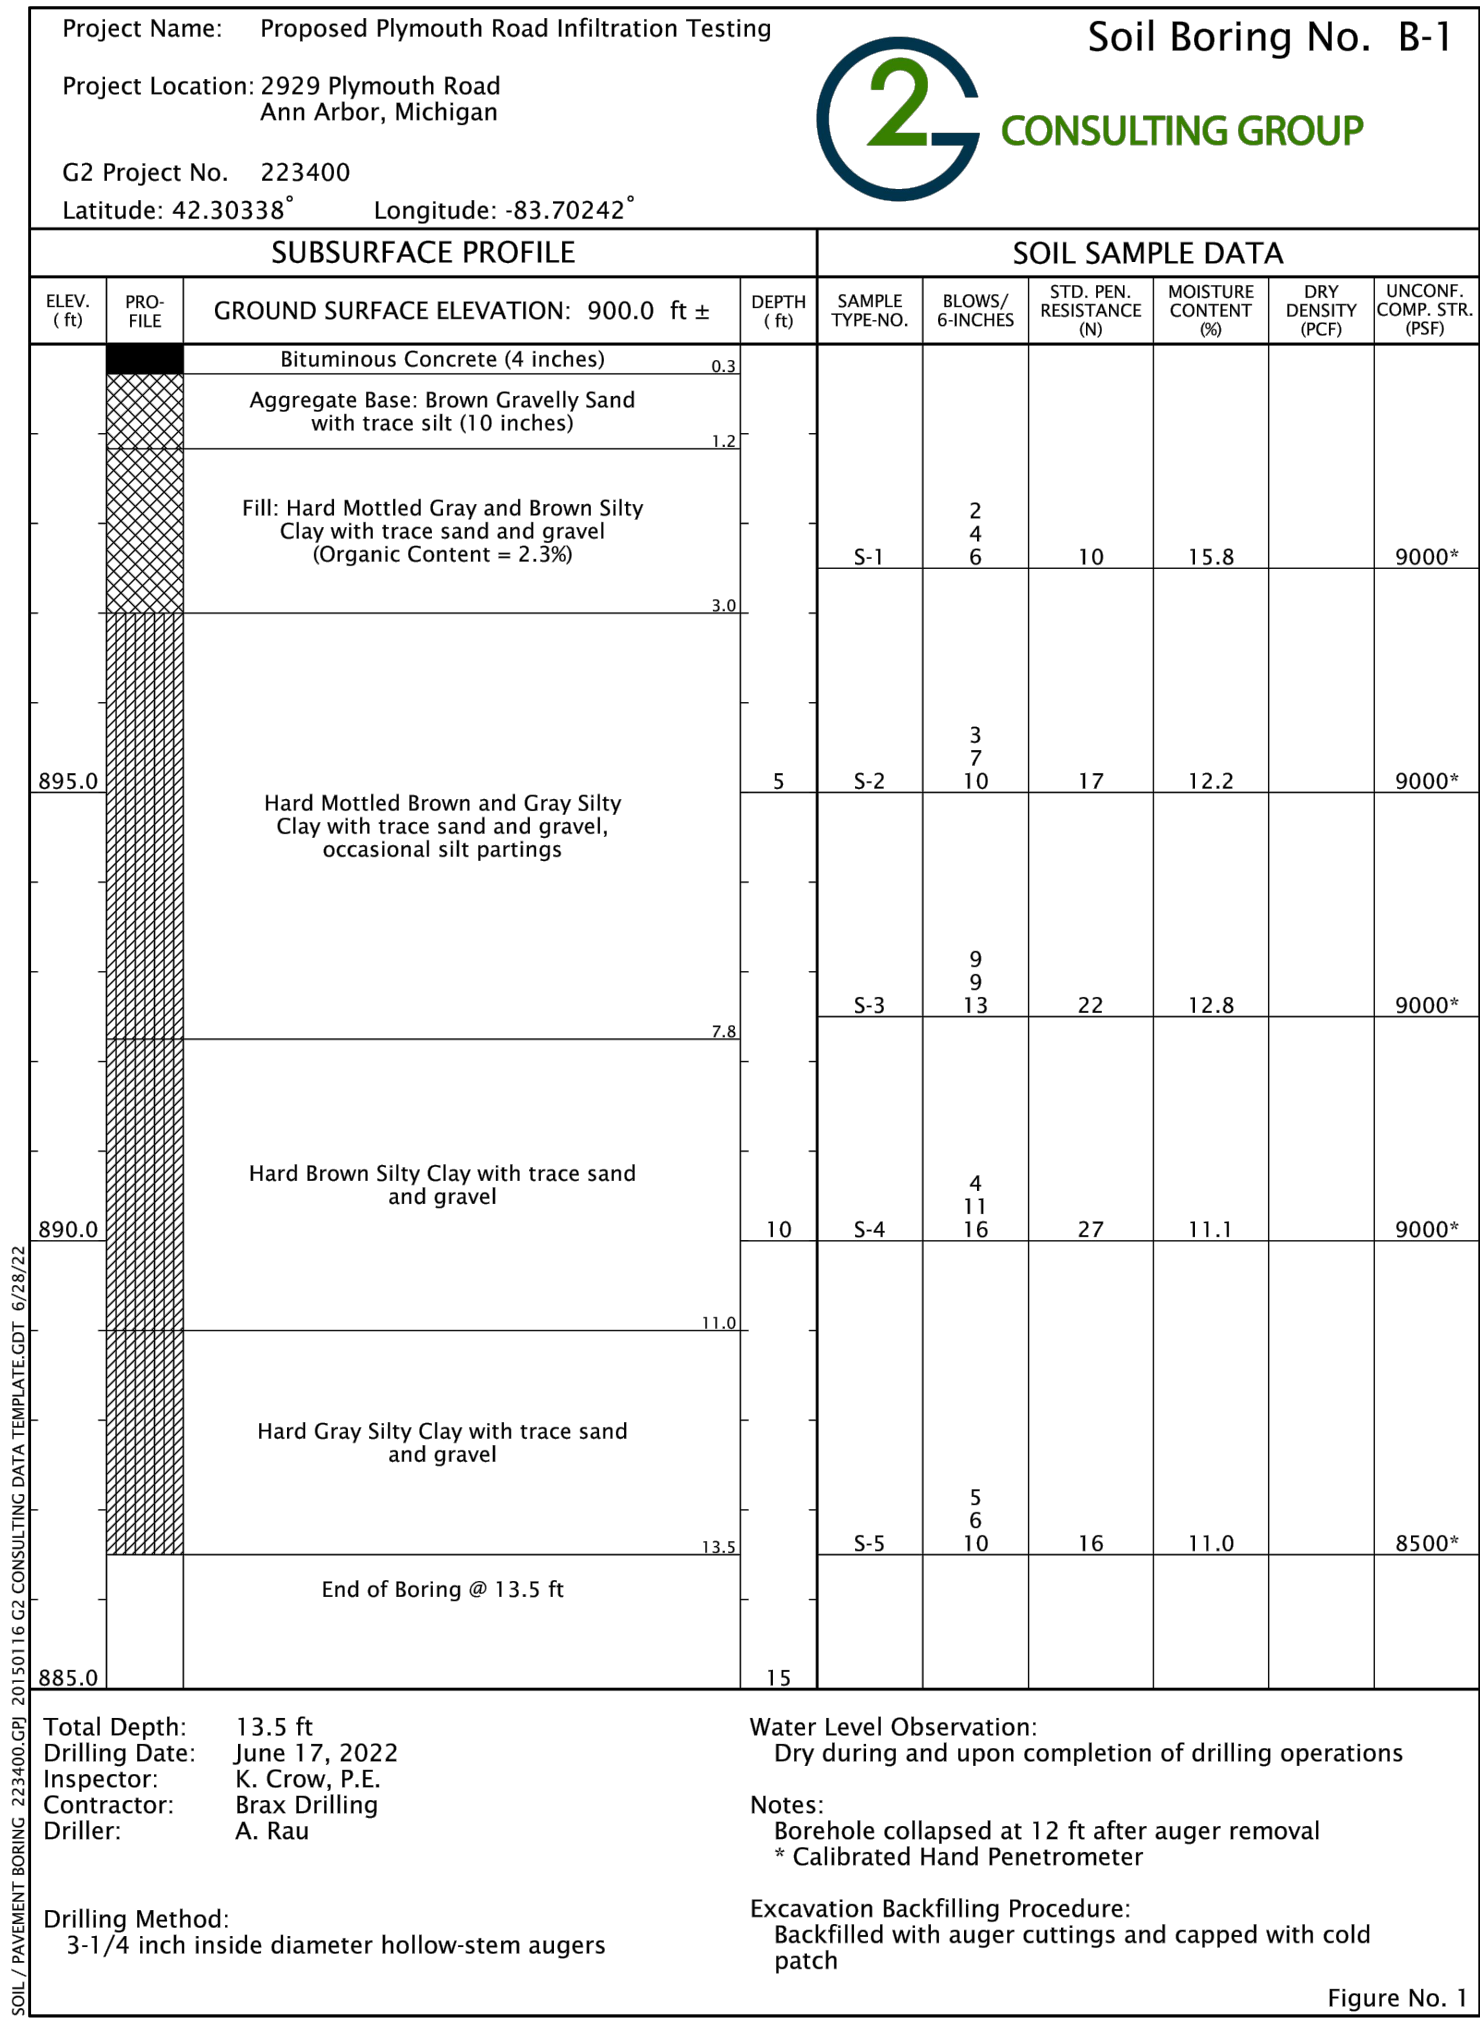 Project Name: Proposed Plymouth Road Infiltration Testing
Project Location: 2929 Plymouth Road
Ann Arbor, Michigan
G2 Project No. 223400
Latitude: 42.30338° Longitude: -83.70242°
Soil Boring No. B-1
G2 CONSULTING GROUP
SUBSURFACE PROFILE
SOIL SAMPLE DATA
ELEV. ( ft)
PRO- FILE
GROUND SURFACE ELEVATION: 900.0 ft ±
DEPTH ( ft)
SAMPLE TYPE-NO.
BLOWS/ 6-INCHES
STD. PEN. RESISTANCE (N)
MOISTURE CONTENT (%)
DRY DENSITY (PCF)
UNCONF. COMP. STR. (PSF)
Bituminous Concrete (4 inches)
0.3
Aggregate Base: Brown Gravelly Sand
with trace silt (10 inches)
1.2
Fill: Hard Mottled Gray and Brown Silty
Clay with trace sand and gravel
(Organic Content = 2.3%)
2
4
S-1 6 10 15.8 9000*
3.0
3
7
895.0 5 S-2 10 17 12.2 9000*
Hard Mottled Brown and Gray Silty
Clay with trace sand and gravel,
occasional silt partings
9
9
S-3 13 22 12.8 9000*
7.8
Hard Brown Silty Clay with trace sand
and gravel
4
11
890.0 10 S-4 16 27 11.1 9000*
11.0
Hard Gray Silty Clay with trace sand
and gravel
5
6
13.5 S-5 10 16 11.0 8500*
End of Boring @ 13.5 ft
885.0 15
Total Depth: 13.5 ft
Drilling Date: June 17, 2022
Inspector: K. Crow, P.E.
Contractor: Brax Drilling
Driller: A. Rau
Drilling Method:
3-1/4 inch inside diameter hollow-stem augers
Water Level Observation:
Dry during and upon completion of drilling operations
Notes:
Borehole collapsed at 12 ft after auger removal
* Calibrated Hand Penetrometer
Excavation Backfilling Procedure:
Backfilled with auger cuttings and capped with cold
patch
Figure No. 1
SOIL / PAVEMENT BORING 223400.GPJ 20150116 G2 CONSULTING DATA TEMPLATE.GDT 6/28/22